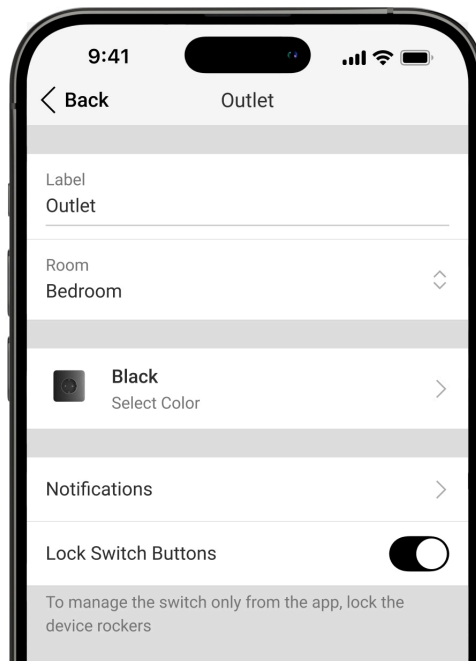 9:41
Back
Outlet
Label
Outlet
Room
Bedroom
Black
Select Color
Notifications
Lock Switch Buttons
To manage the switch only from the app, lock the
device rockers